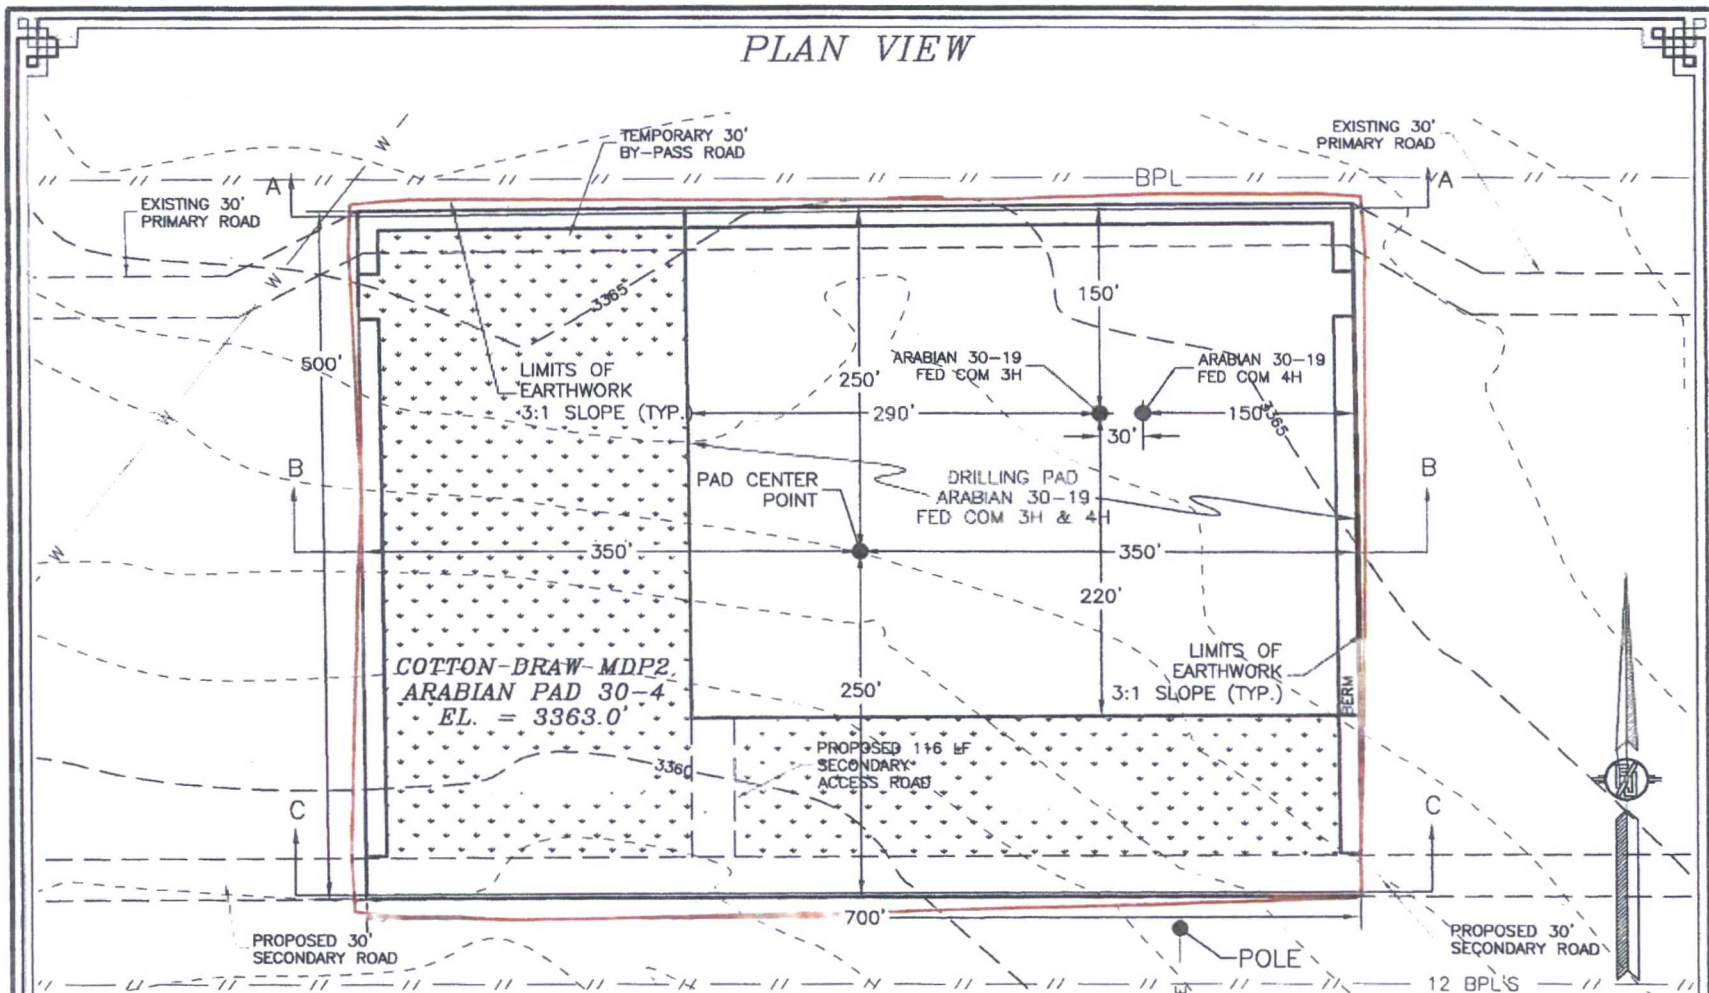 PLAN VIEW
TEMPORARY 30'
BY-PASS ROAD
EXISTING 30'
PRIMARY ROAD
W
A
BPL
A
EXISTING 30'
PRIMARY ROAD
W
W
3365
150'
500'
LIMITS OF
EARTHWORK
3:1 SLOPE (TYP.)
250'
ARABIAN 30-19
FED COM 3H
ARABIAN 30-19
FED COM 4H
290'
150'
3365
30'
W
B
PAD CENTER
POINT
DRILLING PAD
ARABIAN 30-19
FED COM 3H & 4H
B
W
350'
350'
220'
COTTON DRAW MDP2
ARABIAN PAD 30-4
EL. = 3363.0'
250'
LIMITS OF
EARTHWORK
3:1 SLOPE (TYP.)
BERM
3360
PROPOSED 116 LF
SECONDARY
ACCESS ROAD
C
C
700'
PROPOSED 30'
SECONDARY ROAD
POLE
PROPOSED 30'
SECONDARY ROAD
12 BPL'S